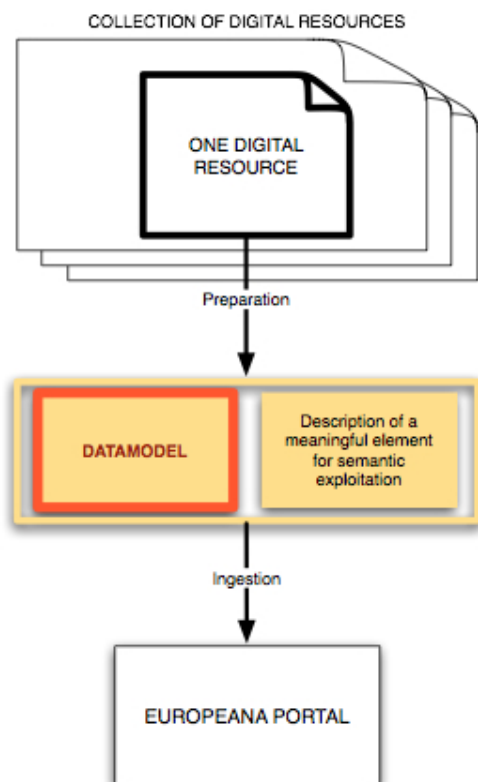 COLLECTION OF DIGITAL RESOURCES
ONE DIGITAL
RESOURCE
Preparation
DATAMODEL
Description of a
meaningful element
for semantic
exploitation
Ingestion
EUROPEANA PORTAL